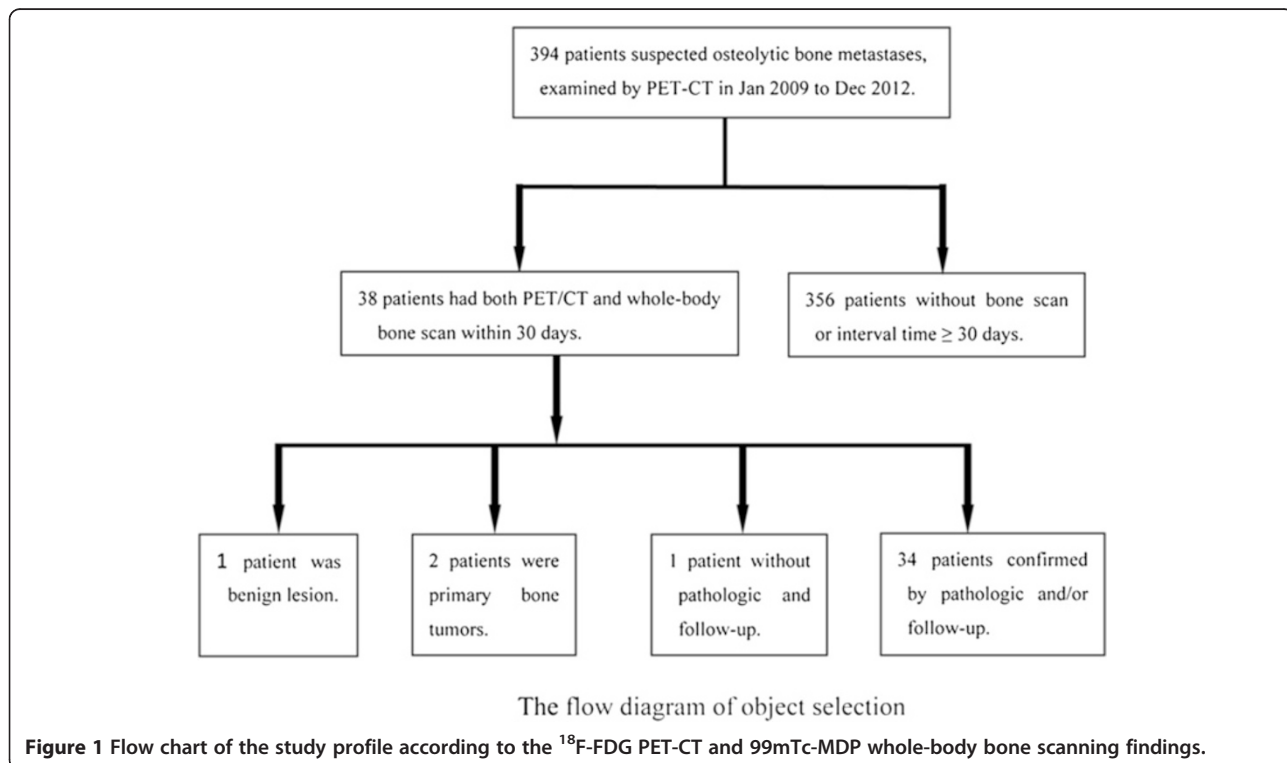 394 patients suspected osteolytic bone metastases,
examined by PET-CT in Jan 2009 to Dec 2012.
38 patients had both PET/CT and whole-body
bone scan within 30 days.
356 patients without bone scan
or interval time ≥ 30 days.
1 patient was
benign lesion.
2 patients were
primary bone
tumors.
1 patient without
pathologic and
follow-up.
34 patients confirmed
by pathologic and/or
follow-up.
The flow diagram of object selection
Figure 1 Flow chart of the study profile according to the ¹⁸F-FDG PET-CT and 99mTc-MDP whole-body bone scanning findings.